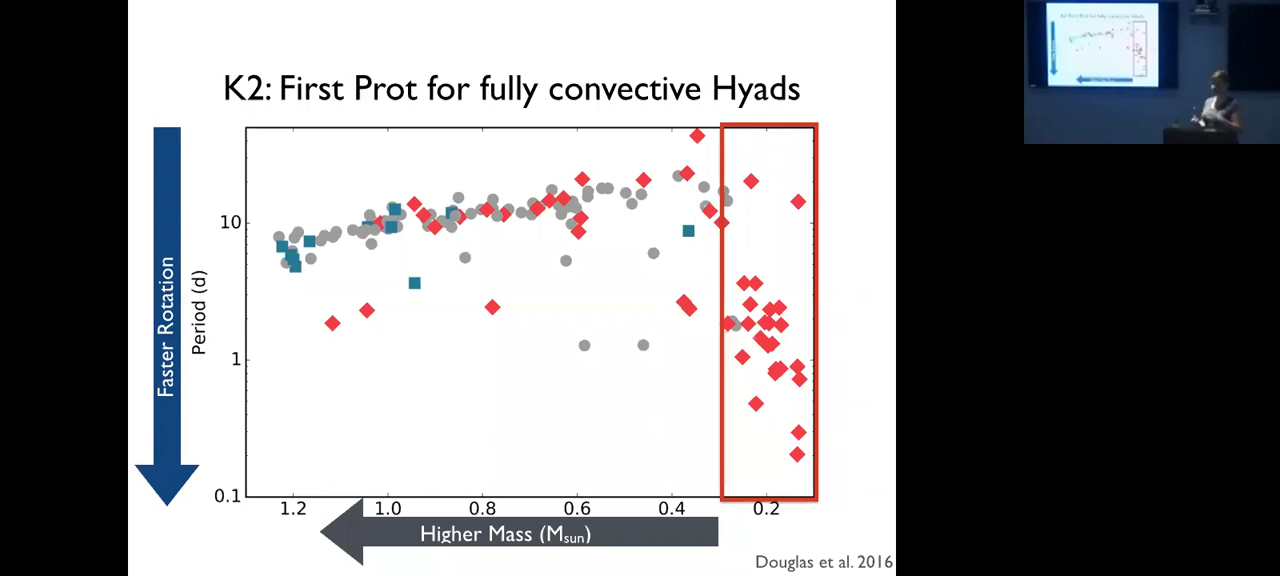 K2: First Prot for fully convective Hyads
Faster Rotation
Period (d)
10
1
0.1
1.2 1.0 0.8 0.6 0.4 0.2
Higher Mass (Msun)
Douglas et al. 2016